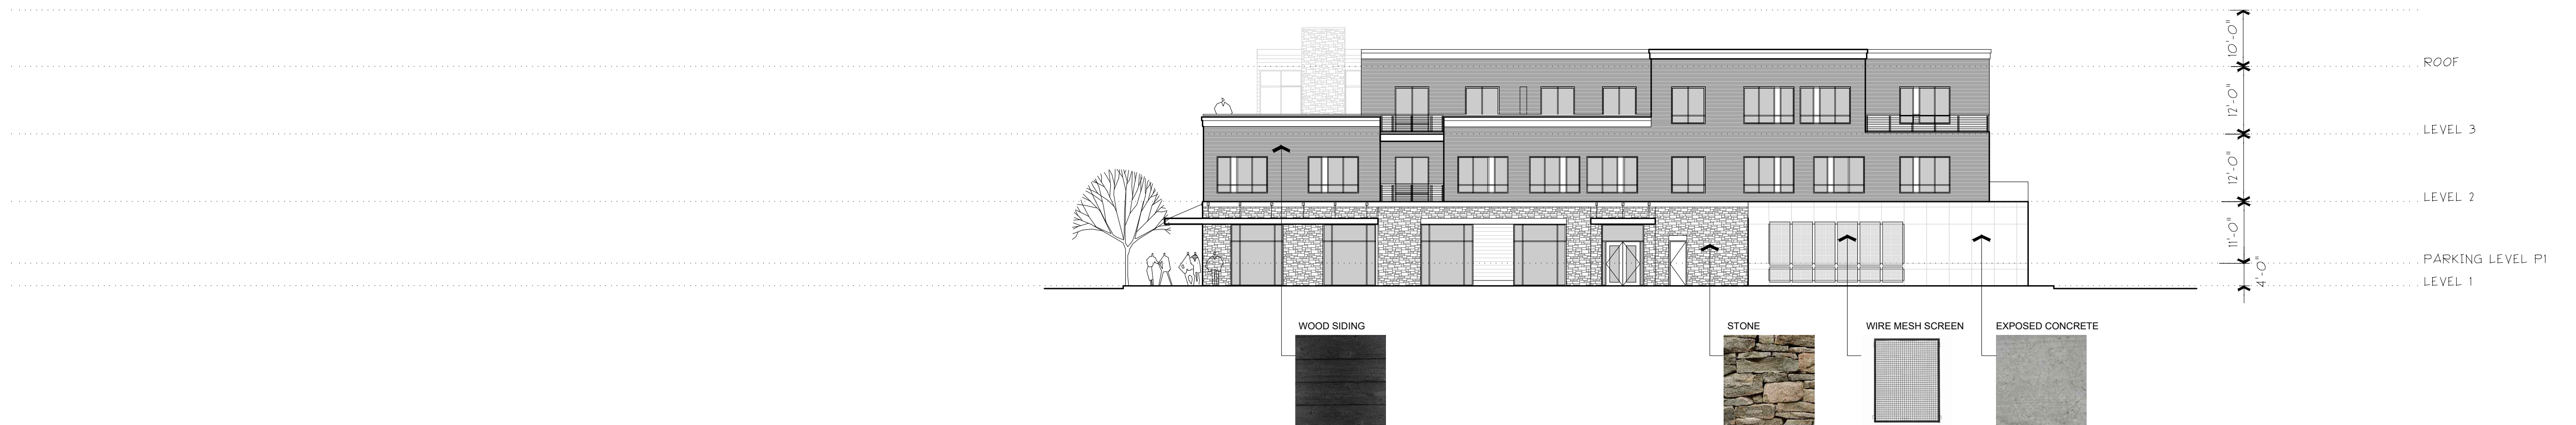 10'-0"
ROOF
12'-0"
LEVEL 3
12'-0"
LEVEL 2
11'-0"
PARKING LEVEL P1
4'-0"
LEVEL 1
WOOD SIDING
STONE
WIRE MESH SCREEN
EXPOSED CONCRETE